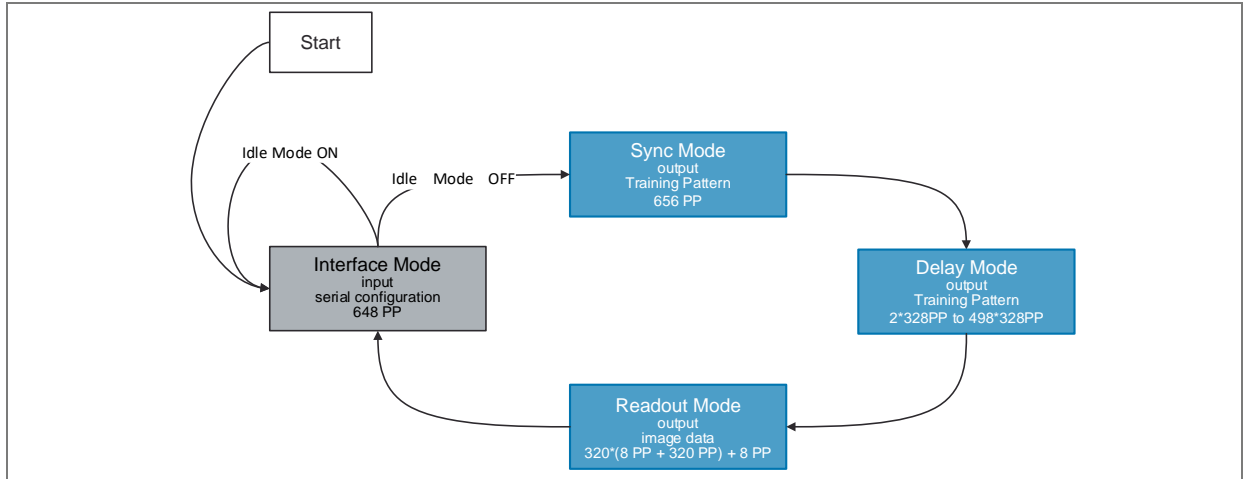 Start
Idle Mode ON
Idle Mode OFF
Sync Mode
output
Training Pattern
656 PP
Interface Mode
input
serial configuration
648 PP
Delay Mode
output
Training Pattern
2*328PP to 498*328PP
Readout Mode
output
image data
320*(8 PP + 320 PP) + 8 PP